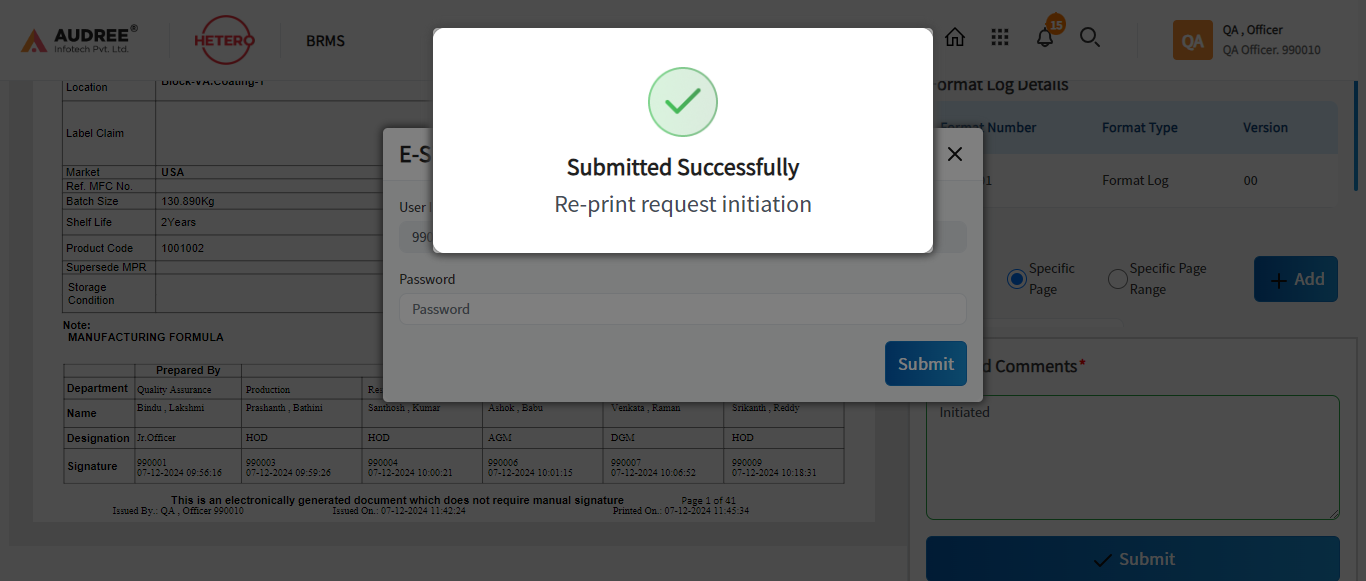 AUDREE®
Infotech Pvt. Ltd.
HETERO
BRMS
15
QA
QA , Officer
QA Officer. 990010
Submitted Successfully
Re-print request initiation
E-S
User
990
Password
Password
Submit
Location
Block-VA.Coating-1
Label Claim
Market USA
Ref. MFC No.
Batch Size 130.890Kg
Shelf Life 2Years
Product Code 1001002
Supersede MPR
Storage
Condition
Note:
MANUFACTURING FORMULA
Prepared By
Department Quality Assurance Production Res
Name Bindu , Lakshmi Prashanth , Bathini Santhosh , Kumar Ashok , Babu Venkata , Raman Srikanth , Reddy
Designation Jr.Officer HOD HOD AGM DGM HOD
Signature 990001 990003 990004 990006 990007 990009
07-12-2024 09:56:16 07-12-2024 09:59:26 07-12-2024 10:00:21 07-12-2024 10:01:15 07-12-2024 10:06:52 07-12-2024 10:18:31
This is an electronically generated document which does not require manual signature Page 1 of 41
Issued By.: QA , Officer 990010 Issued On.: 07-12-2024 11:42:24 Printed On.: 07-12-2024 11:45:34
ormat Log Details
Format Number Format Type Version
01 Format Log 00
Specific
Page
Specific Page
Range
Add
d Comments*
Initiated
Submit